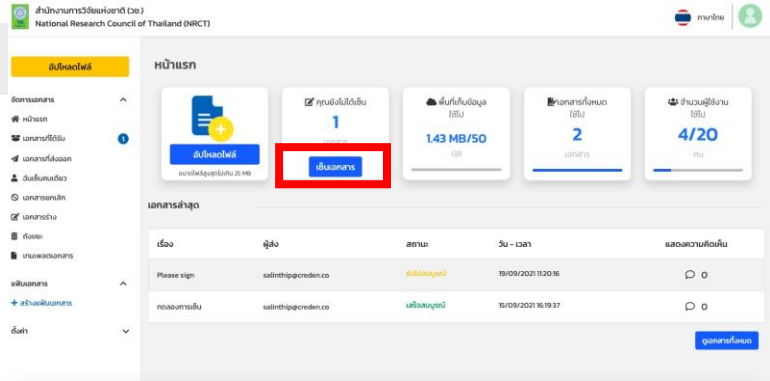 สำนักงานการวิจัยแห่งชาติ (วช.)
National Research Council of Thailand (NRCT)
ภาษาไทย
อัปโหลดไฟล์
หน้าแรก
จัดการเอกสาร
หน้าแรก
เอกสารที่ได้รับ
1
เอกสารที่ส่งออก
ฉันเซ็นคนเดียว
เอกสารยกเลิก
เอกสารร่าง
ถังขยะ
เทมเพลตเอกสาร
แฟ้มเอกสาร
+ สร้างแฟ้มเอกสาร
ตั้งค่า
อัปโหลดไฟล์
ขนาดไฟล์สูงสุดไม่เกิน 25 MB
คุณยังไม่ได้เซ็น
1
เอกสาร
เซ็นเอกสาร
พื้นที่เก็บข้อมูล
ใช้ไป
1.43 MB/50
GB
เอกสารทั้งหมด
ใช้ไป
2
เอกสาร
จำนวนผู้ใช้งาน
ใช้ไป
4/20
คน
เอกสารล่าสุด
เรื่อง ผู้ส่ง สถานะ วัน - เวลา แสดงความคิดเห็น
Please sign salinthip@creden.co ยังไม่สมบูรณ์ 19/09/2021 11:20:16 0
ทดลองการเซ็น salinthip@creden.co เสร็จสมบูรณ์ 15/09/2021 16:19:37 0
ดูเอกสารทั้งหมด